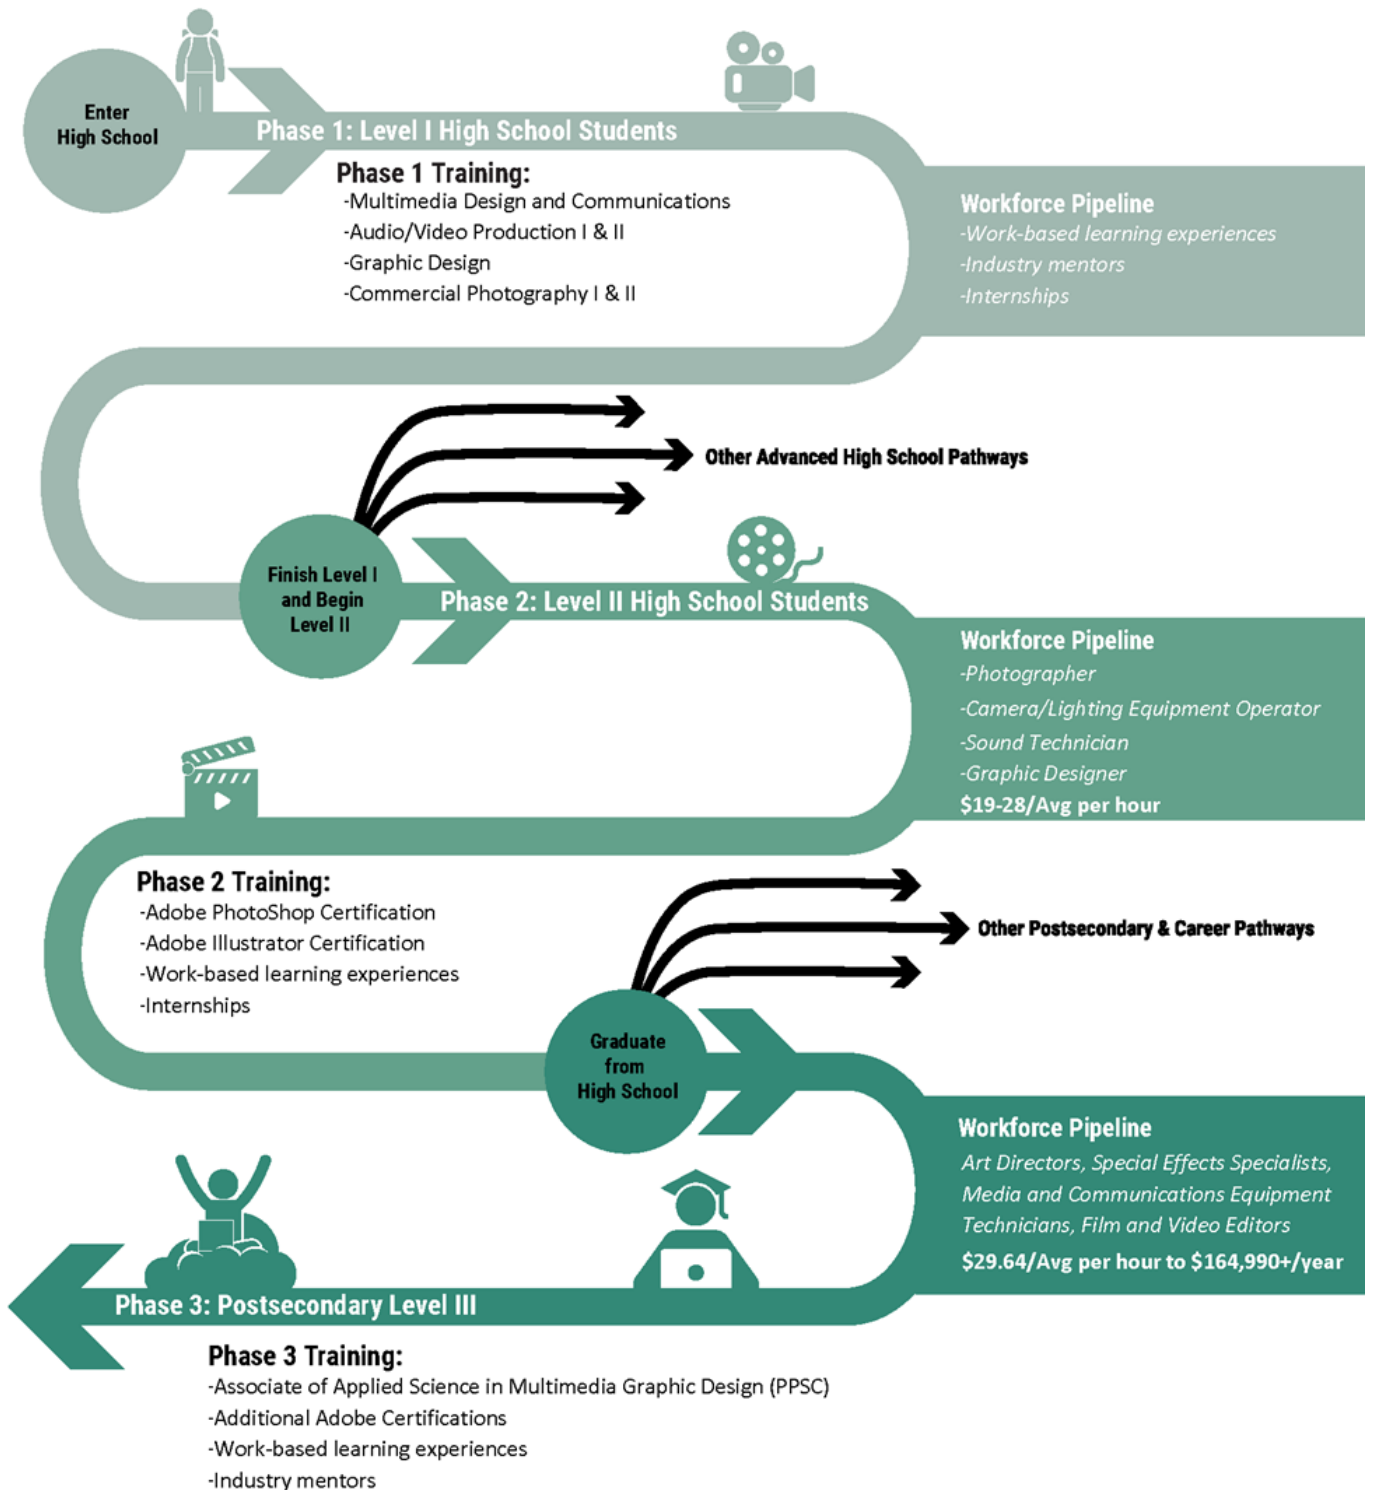 Enter
High School
Phase 1: Level I High School Students
Phase 1 Training:
-Multimedia Design and Communications
-Audio/Video Production I & II
-Graphic Design
-Commercial Photography I & II
Workforce Pipeline
-Work-based learning experiences
-Industry mentors
-Internships
Other Advanced High School Pathways
Finish Level I
and Begin
Level II
Phase 2: Level II High School Students
Workforce Pipeline
-Photographer
-Camera/Lighting Equipment Operator
-Sound Technician
-Graphic Designer
$19-28/Avg per hour
Phase 2 Training:
-Adobe PhotoShop Certification
-Adobe Illustrator Certification
-Work-based learning experiences
-Internships
Other Postsecondary & Career Pathways
Graduate
from
High School
Workforce Pipeline
Art Directors, Special Effects Specialists,
Media and Communications Equipment
Technicians, Film and Video Editors
$29.64/Avg per hour to $164,990+/year
Phase 3: Postsecondary Level III
Phase 3 Training:
-Associate of Applied Science in Multimedia Graphic Design (PPSC)
-Additional Adobe Certifications
-Work-based learning experiences
-Industry mentors